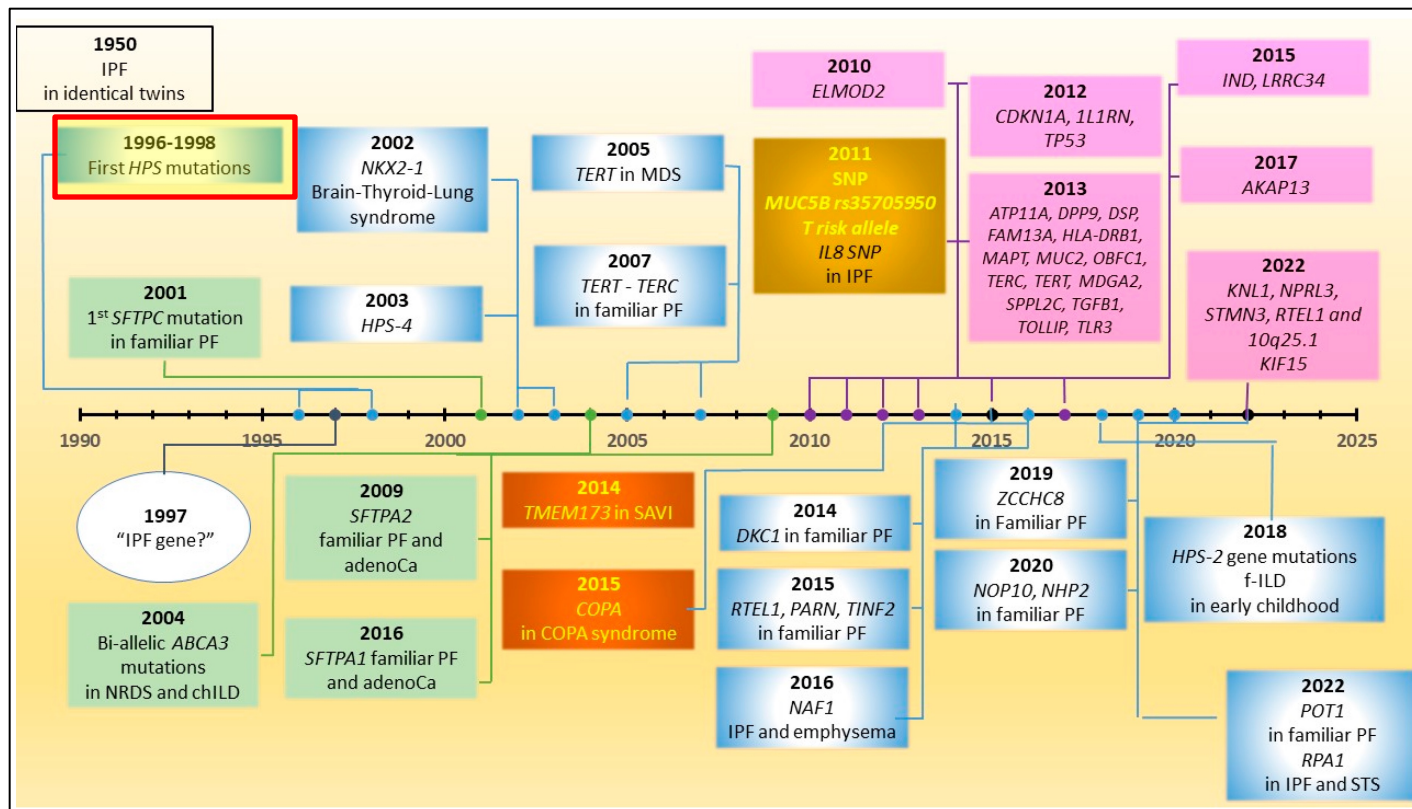 1950
IPF
in identical twins
1996-1998
First HPS mutations
2002
NKX2-1
Brain-Thyroid-Lung
syndrome
2005
TERT in MDS
2010
ELMOD2
2012
CDKN1A, 1L1RN,
TP53
2015
IND, LRRC34
2011
SNP
MUC5B rs35705950
T risk allele
IL8 SNP
in IPF
2017
AKAP13
2013
ATP11A, DPP9, DSP,
FAM13A, HLA-DRB1,
MAPT, MUC2, OBFC1,
TERC, TERT, MDGA2,
SPPL2C, TGFB1,
TOLLIP, TLR3
2001
1st SFTPC mutation
in familiar PF
2003
HPS-4
2007
TERT - TERC
in familiar PF
2022
KNL1, NPRL3,
STMN3, RTEL1 and
10q25.1
KIF15
1990 1995 2000 2005 2010 2015 2020 2025
1997
“IPF gene?”
2009
SFTPA2
familiar PF and
adenoCa
2014
TMEM173 in SAVI
2014
DKC1 in familiar PF
2019
ZCCHC8
in Familiar PF
2018
HPS-2 gene mutations
f-ILD
in early childhood
2004
Bi-allelic ABCA3
mutations
in NRDS and chILD
2016
SFTPA1 familiar PF
and adenoCa
2015
COPA
in COPA syndrome
2015
RTEL1, PARN, TINF2
in familiar PF
2020
NOP10, NHP2
in familiar PF
2016
NAF1
IPF and emphysema
2022
POT1
in familiar PF
RPA1
in IPF and STS